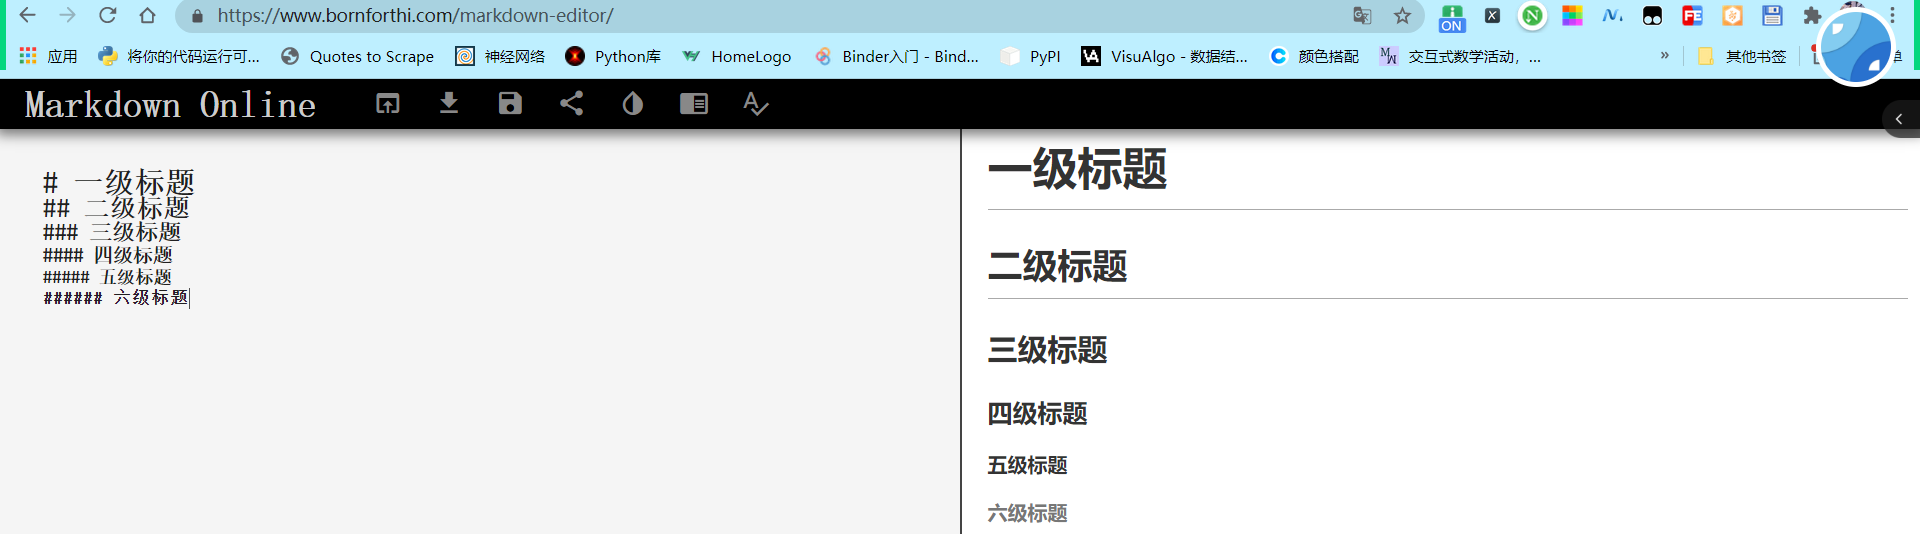 https://www.bornforthi.com/markdown-editor/
ON
应用 将你的代码运行可... Quotes to Scrape 神经网络 Python库 HomeLogo Binder入门 - Bind... PyPI VisuAlgo - 数据结... 颜色搭配 交互式数学活动，... » 其他书签 单
Markdown Online
# 一级标题
## 二级标题
### 三级标题
#### 四级标题
##### 五级标题
###### 六级标题
一级标题
二级标题
三级标题
四级标题
五级标题
六级标题